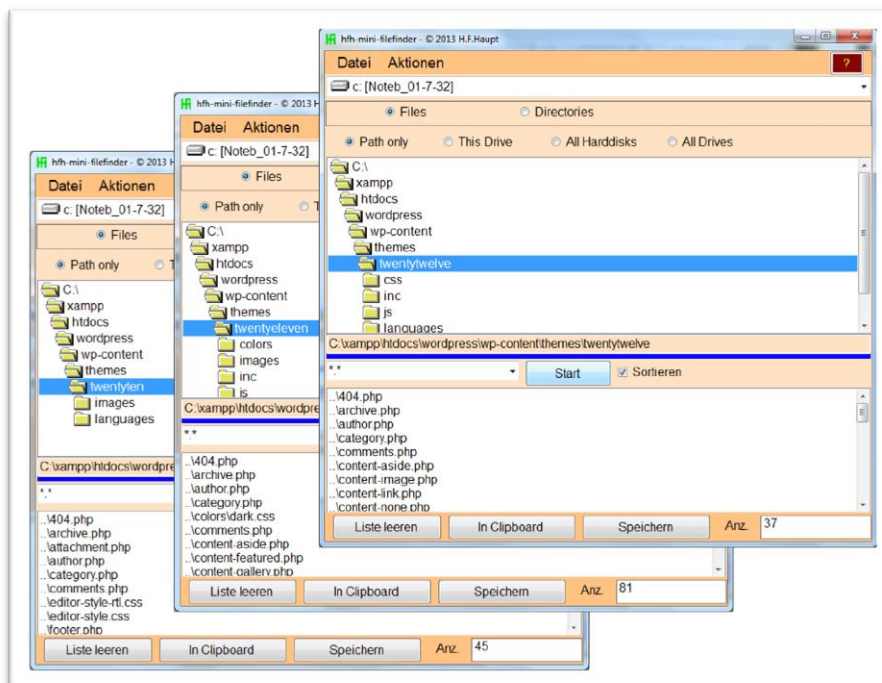 hfh-mini-filefinder - © 2013 H.F.Haupt
Datei Aktionen ?
c: [Noteb_01-7-32]
Files Directories
Path only This Drive All Harddisks All Drives
C:\
xampp
htdocs
wordpress
wp-content
themes
twentytwelve
css
inc
js
languages
C:\xampp\htdocs\wordpress\wp-content\themes\twentytwelve
*.* Start Sortieren
..\404.php
..\archive.php
..\author.php
..\category.php
..\comments.php
..\content-aside.php
..\content-image.php
..\content-link.php
..\content-none.php
Liste leeren In Clipboard Speichern Anz. 37
hfh-mini-filefinder - © 2013 H
Datei Aktionen
c: [Noteb_01-7-32]
Files
Path only T
C:\
xampp
htdocs
wordpress
wp-content
themes
twentyeleven
colors
images
inc
js
C:\xampp\htdocs\wordpre
*.*
..\404.php
..\archive.php
..\author.php
..\category.php
..\colors\dark.css
..\comments.php
..\content-aside.php
..\content-featured.php
..\content-gallery.php
Liste leeren In Clipboard Speichern Anz. 81
hfh-mini-filefinder - © 2013 H
Datei Aktionen
c: [Noteb_01-7-32]
Files
Path only T
C:\
xampp
htdocs
wordpress
wp-content
themes
twentyten
images
languages
C:\xampp\htdocs\wordpre
*.*
..\404.php
..\archive.php
..\attachment.php
..\author.php
..\category.php
..\comments.php
..\editor-style-rtl.css
..\editor-style.css
..\footer.php
Liste leeren In Clipboard Speichern Anz. 45